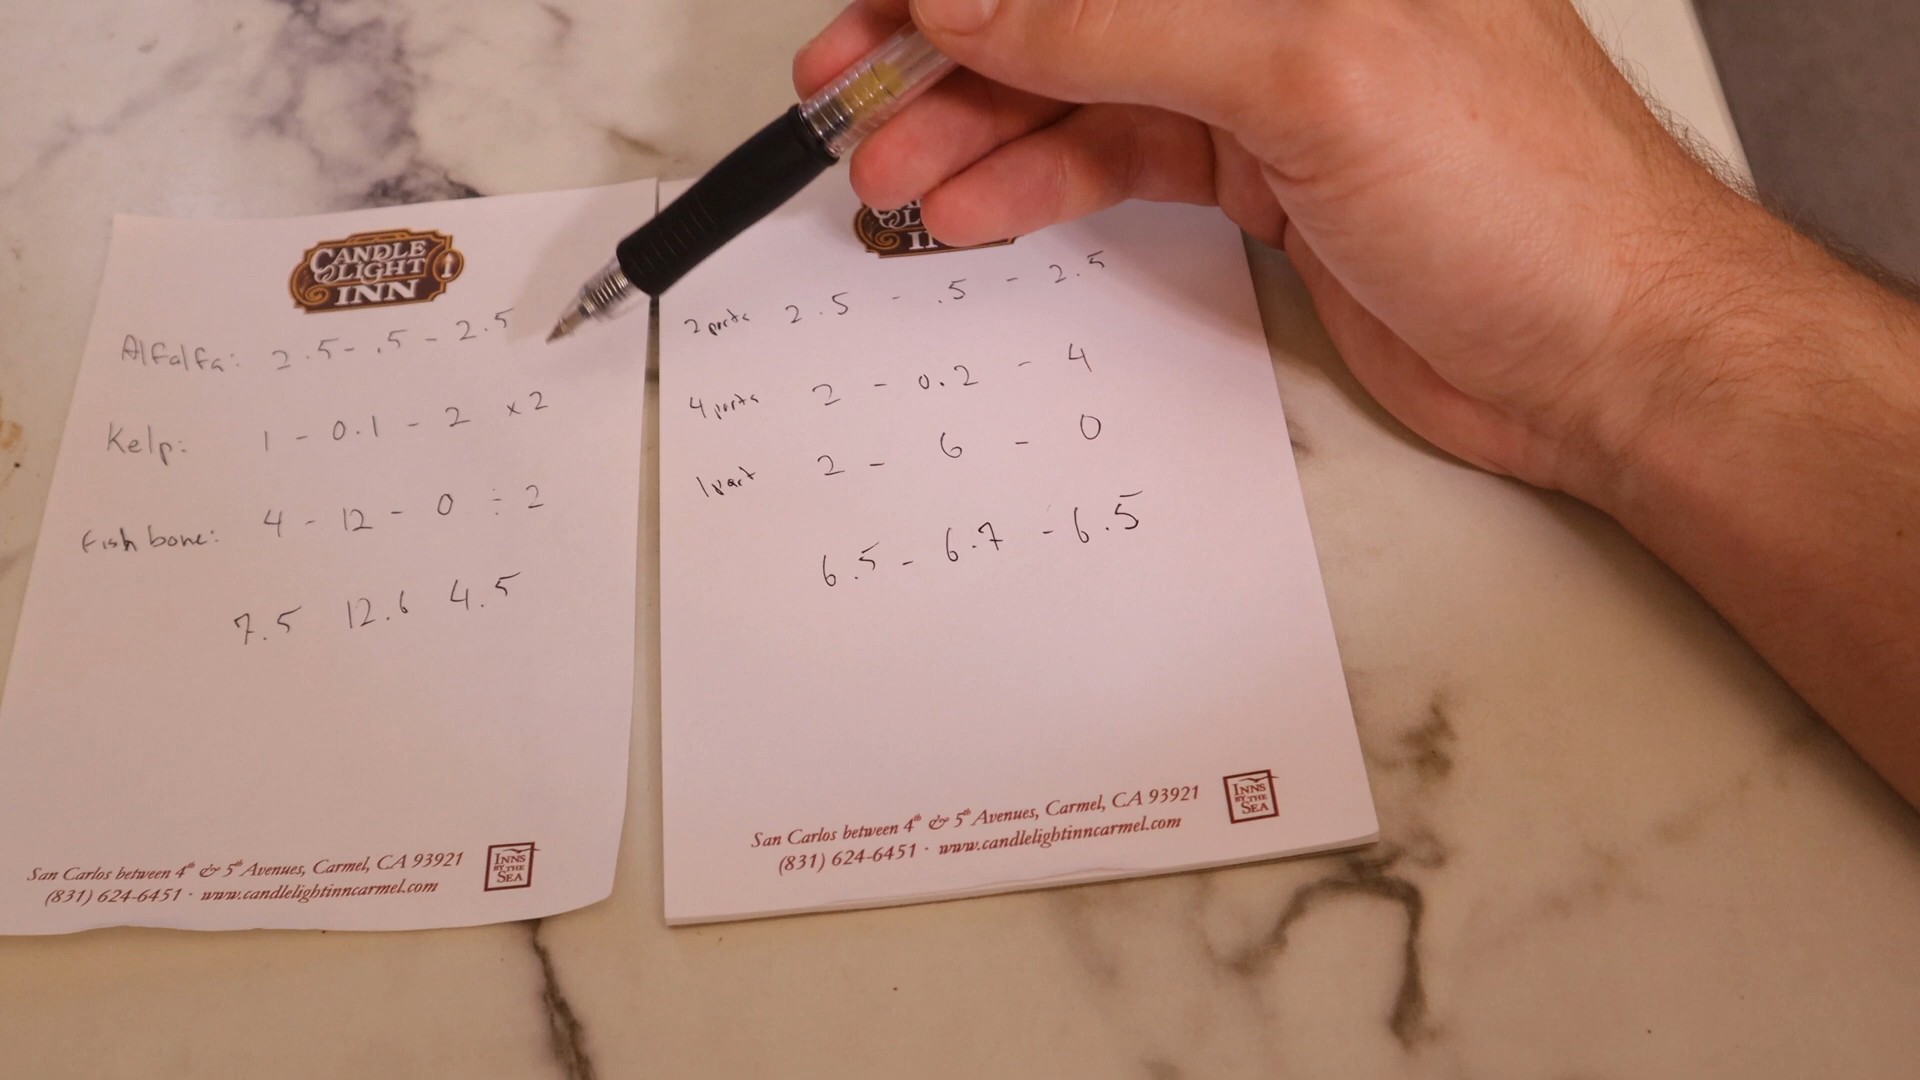 CANDLE
LIGHT
INN
Alfalfa: 2.5 - .5 - 2.5
Kelp: 1 - 0.1 - 2 x2
Fish bone: 4 - 12 - 0 ÷ 2
7.5 12.6 4.5
San Carlos between 4th & 5th Avenues, Carmel, CA 93921
(831) 624-6451 · www.candlelightinncarmel.com
INNS
BY THE
SEA
2 parts 2.5 - .5 - 2.5
4 parts 2 - 0.2 - 4
1 part 2 - 6 - 0
6.5 - 6.7 - 6.5
San Carlos between 4th & 5th Avenues, Carmel, CA 93921
(831) 624-6451 · www.candlelightinncarmel.com
INNS
BY THE
SEA